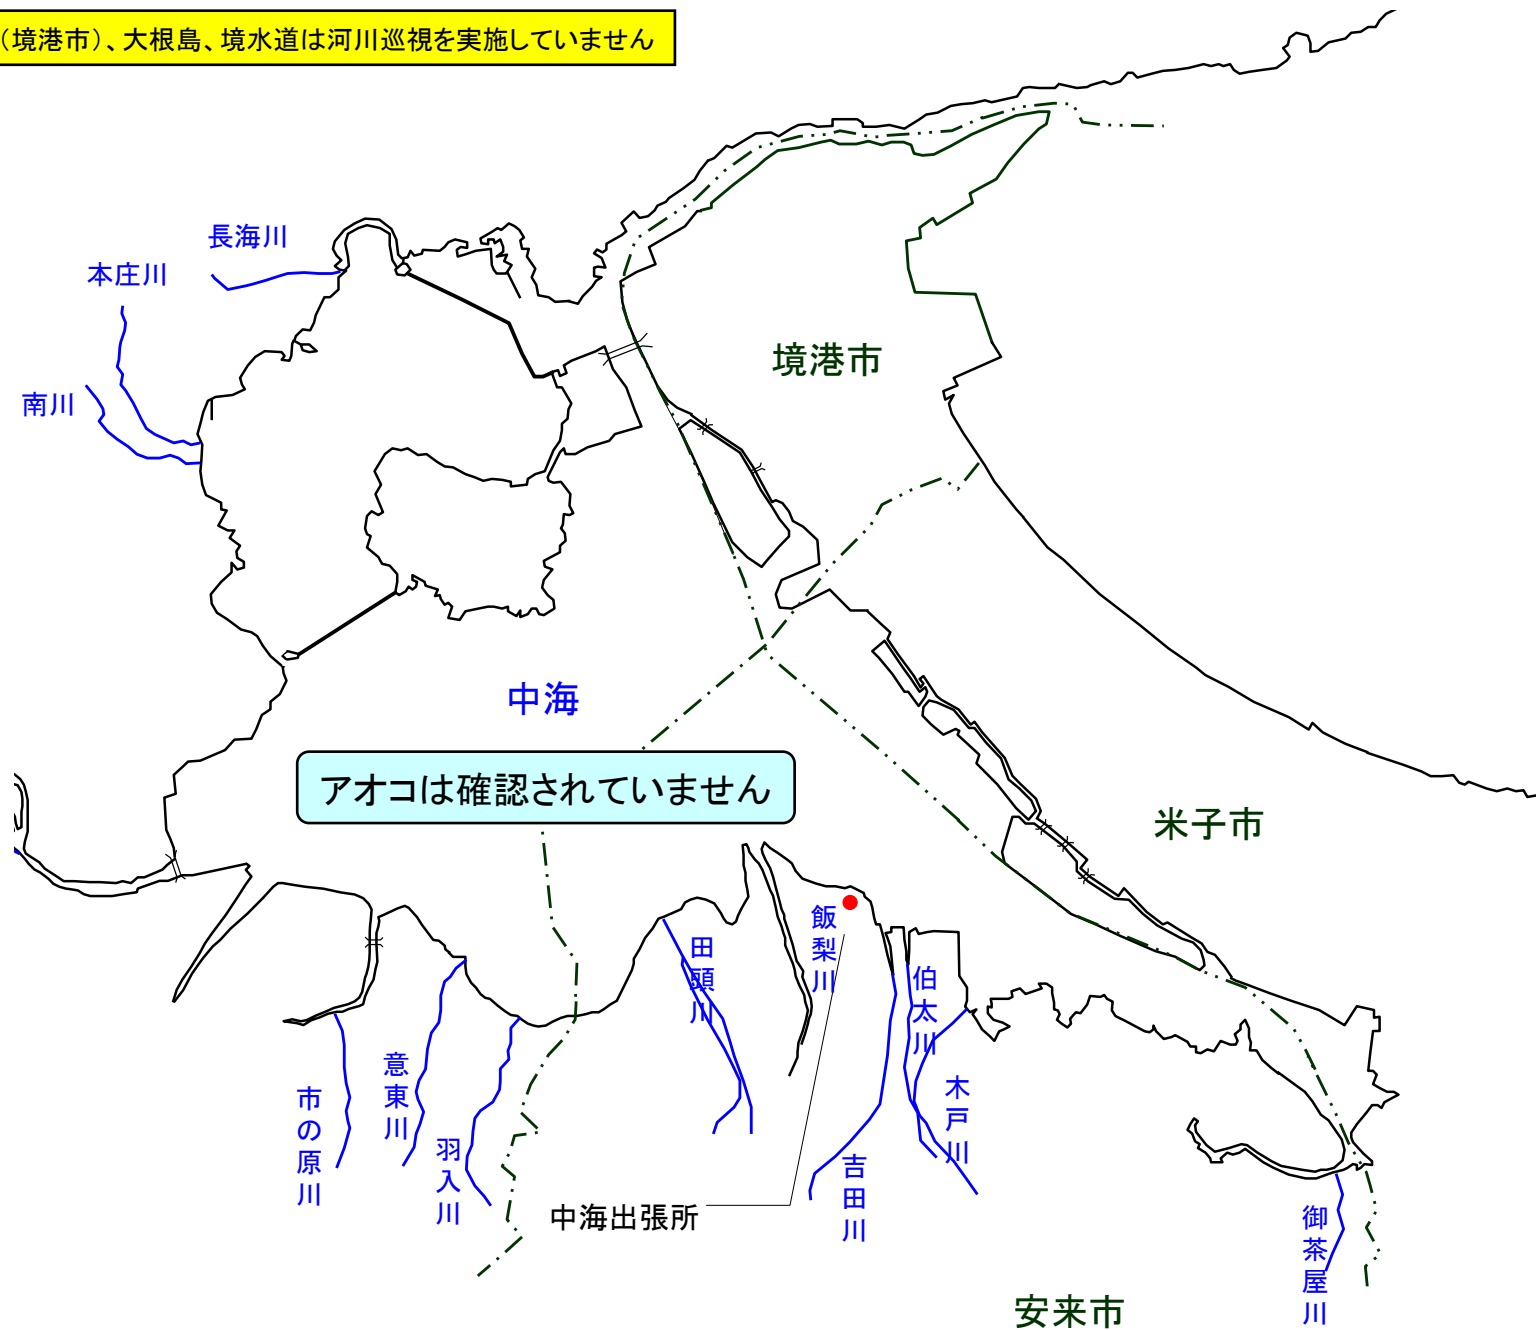 (境港市)、大根島、境水道は河川巡視を実施していません
長海川
本庄川
南川
境港市
中海
アオコは確認されていません
米子市
飯梨川
田頭川
伯太川
意東川
木戸川
市の原川
羽入川
吉田川
中海出張所
御茶屋川
安来市